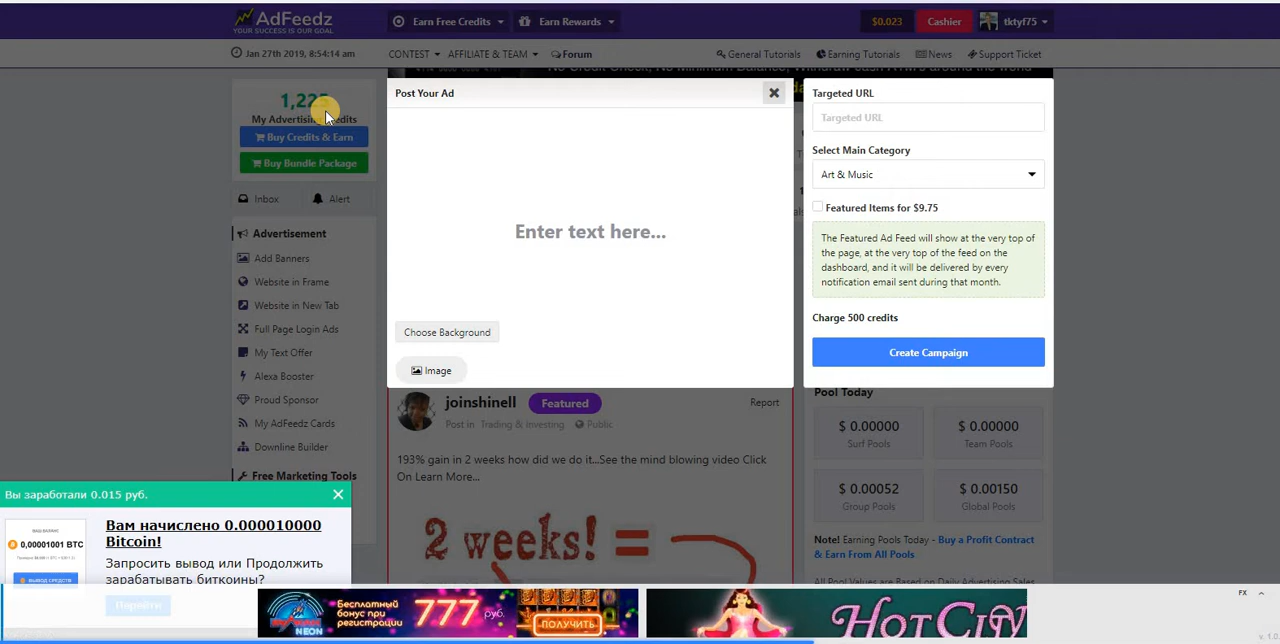 AdFeedz
YOUR SUCCESS IS OUR GOAL
Earn Free Credits
Earn Rewards
$0.023
Cashier
tktyf75
Jan 27th 2019, 8:54:14 am
CONTEST
AFFILIATE & TEAM
Forum
General Tutorials
Earning Tutorials
News
Support Ticket
My Advertising Credits
Buy Credits & Earn
Buy Bundle Package
Inbox
Alert
Advertisement
Add Banners
Website in Frame
Website in New Tab
Full Page Login Ads
My Text Offer
Alexa Booster
Proud Sponsor
My AdFeedz Cards
Downline Builder
Free Marketing Tools
Post Your Ad
Enter text here...
Choose Background
Image
Targeted URL
Targeted URL
Select Main Category
Art & Music
Featured Items for $9.75
The Featured Ad Feed will show at the very top of
the page, at the very top of the feed on the
dashboard, and it will be delivered by every
notification email sent during that month.
Charge 500 credits
Create Campaign
joinshinell
Featured
Report
Post in Trading & Investing
Public
193% gain in 2 weeks how did we do it...See the mind blowing video Click
On Learn More...
2 weeks! =
Pool Today
$ 0.00000
Surf Pools
$ 0.00000
Team Pools
$ 0.00052
Group Pools
$ 0.00150
Global Pools
Note! Earning Pools Today - Buy a Profit Contract
& Earn From All Pools
All Pool Values are Based on Daily Advertising Sales
Вы заработали 0.015 руб.
Вам начислено 0.000010000
Bitcoin!
Запросить вывод или Продолжить
зарабатывать биткоины?
Перейти
0,00001001 BTC
ВЫВОД СРЕДСТВ
NEON
Бесплатный
бонус при
регистрации
777 руб.
ПОЛУЧИТЬ
FX